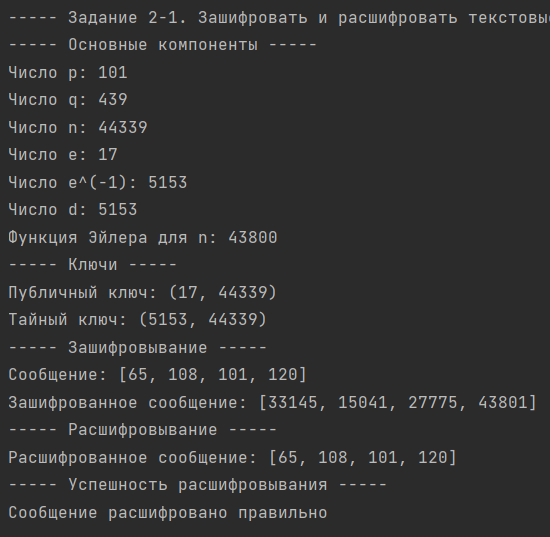 ----- Задание 2-1. Зашифровать и расшифровать текстовы
----- Основные компоненты -----
Число p: 101
Число q: 439
Число n: 44339
Число e: 17
Число e^(-1): 5153
Число d: 5153
Функция Эйлера для n: 43800
----- Ключи -----
Публичный ключ: (17, 44339)
Тайный ключ: (5153, 44339)
----- Зашифровывание -----
Сообщение: [65, 108, 101, 120]
Зашифрованное сообщение: [33145, 15041, 27775, 43801]
----- Расшифровывание -----
Расшифрованное сообщение: [65, 108, 101, 120]
----- Успешность расшифровывания -----
Сообщение расшифровано правильно